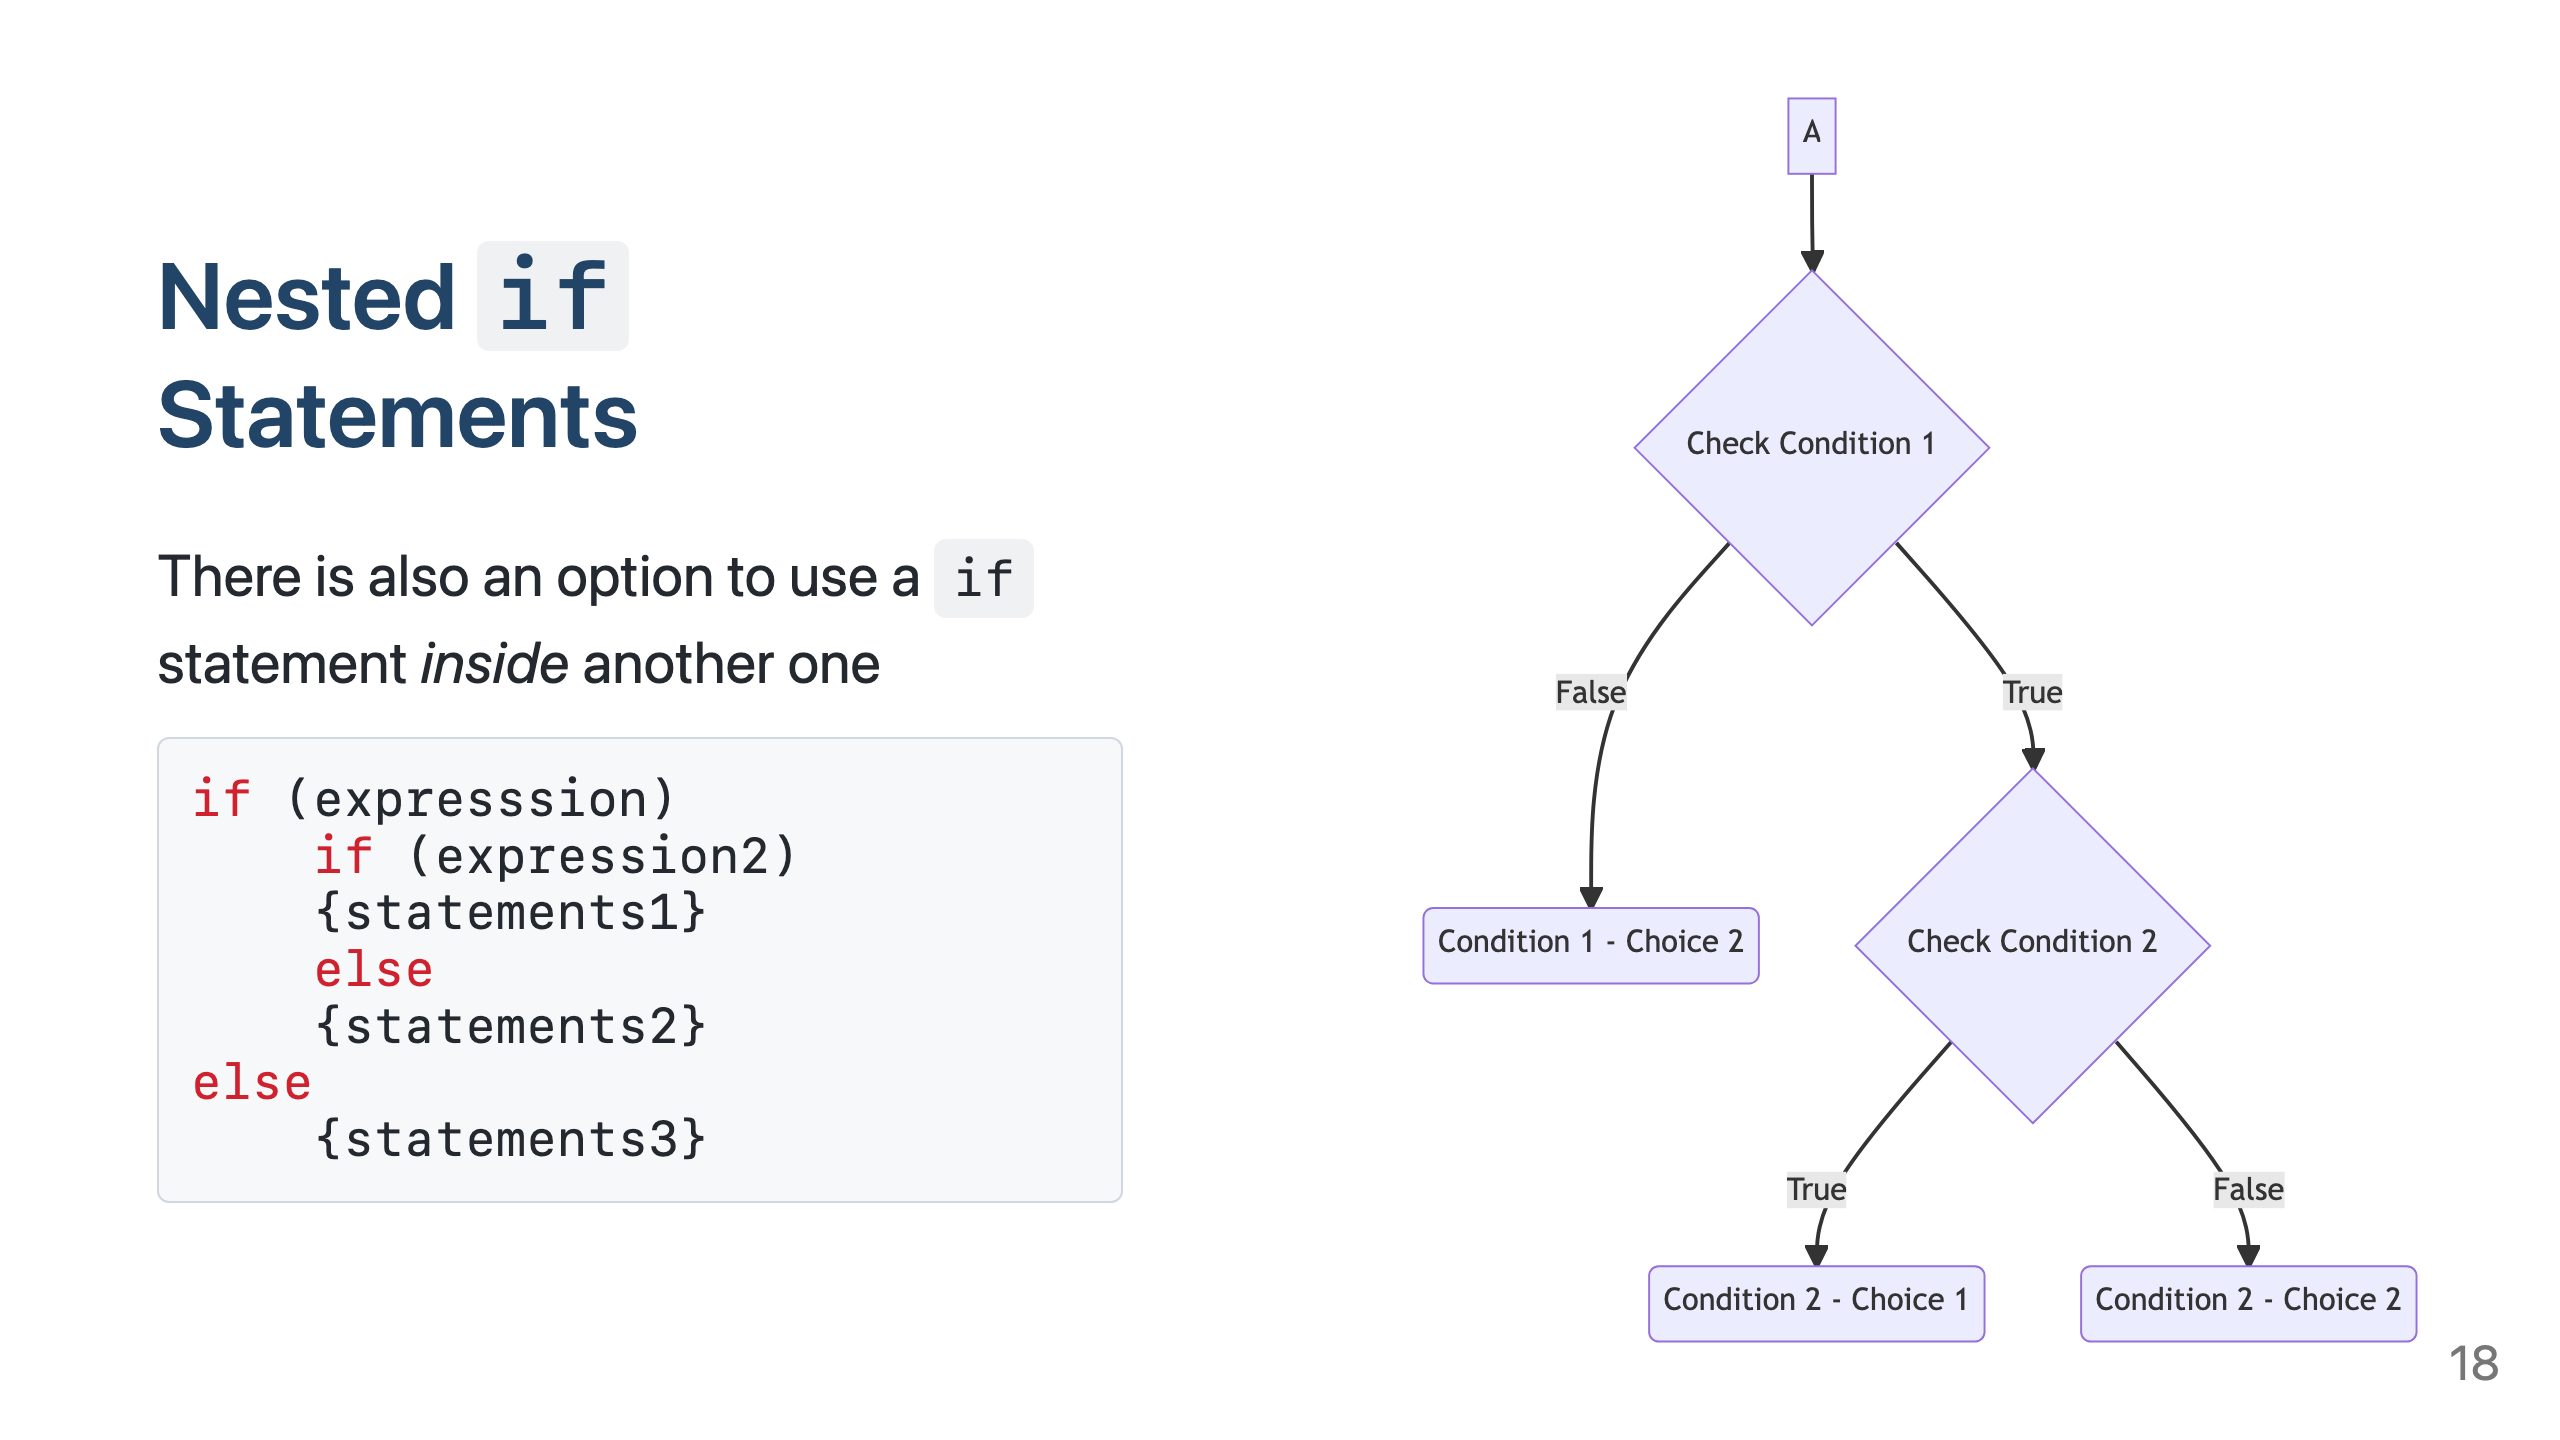 Nested if
Statements
There is also an option to use a if
statement inside another one
if (expresssion)
    if (expression2)
    {statements1}
    else
    {statements2}
else
    {statements3}
A
Check Condition 1
False
True
Condition 1 - Choice 2
Check Condition 2
True
False
Condition 2 - Choice 1
Condition 2 - Choice 2
18